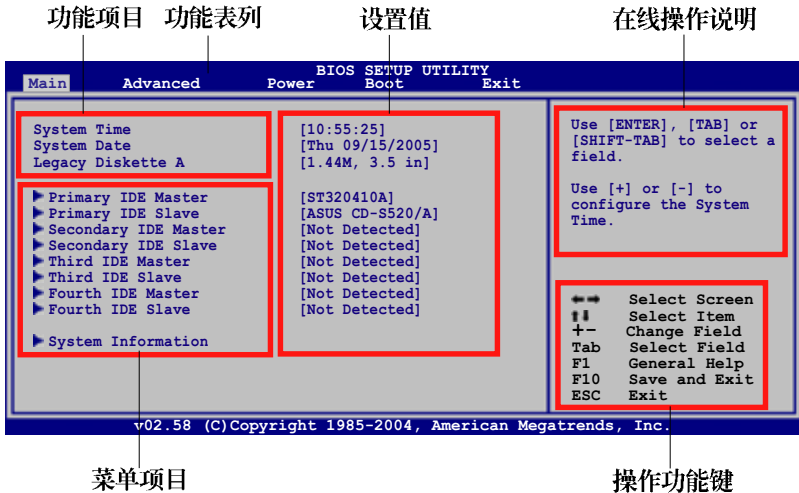 功能项目 功能表列 设置值 在线操作说明
BIOS SETUP UTILITY
Main Advanced Power Boot Exit
System Time [10:55:25]
System Date [Thu 09/15/2005]
Legacy Diskette A [1.44M, 3.5 in]
Primary IDE Master [ST320410A]
Primary IDE Slave [ASUS CD-S520/A]
Secondary IDE Master [Not Detected]
Secondary IDE Slave [Not Detected]
Third IDE Master [Not Detected]
Third IDE Slave [Not Detected]
Fourth IDE Master [Not Detected]
Fourth IDE Slave [Not Detected]
System Information
Use [ENTER], [TAB] or
[SHIFT-TAB] to select a
field.
Use [+] or [-] to
configure the System
Time.
Select Screen
Select Item
+- Change Field
Tab Select Field
F1 General Help
F10 Save and Exit
ESC Exit
v02.58 (C)Copyright 1985-2004, American Megatrends, Inc.
菜单项目 操作功能键